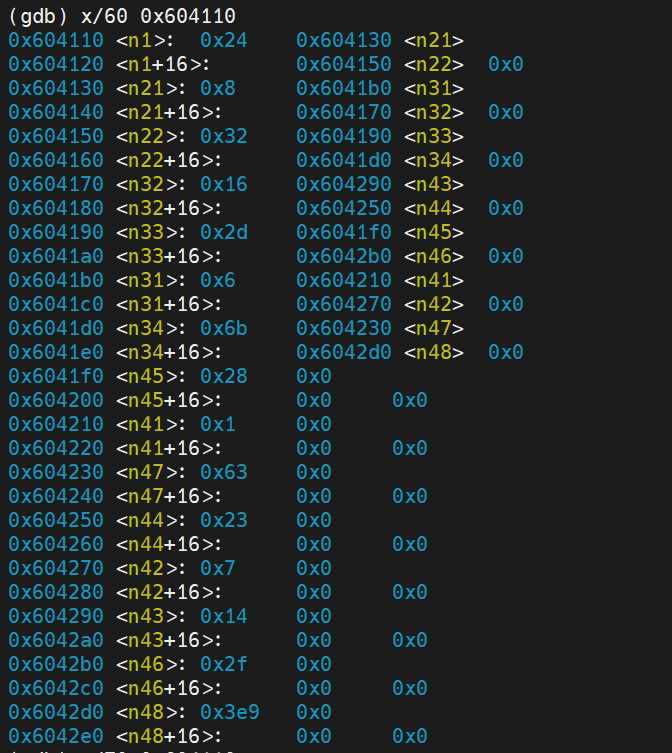 (gdb) x/60 0x604110
0x604110 <n1>: 0x24 0x604130 <n21>
0x604120 <n1+16>: 0x604150 <n22> 0x0
0x604130 <n21>: 0x8 0x6041b0 <n31>
0x604140 <n21+16>: 0x604170 <n32> 0x0
0x604150 <n22>: 0x32 0x604190 <n33>
0x604160 <n22+16>: 0x6041d0 <n34> 0x0
0x604170 <n32>: 0x16 0x604290 <n43>
0x604180 <n32+16>: 0x604250 <n44> 0x0
0x604190 <n33>: 0x2d 0x6041f0 <n45>
0x6041a0 <n33+16>: 0x6042b0 <n46> 0x0
0x6041b0 <n31>: 0x6 0x604210 <n41>
0x6041c0 <n31+16>: 0x604270 <n42> 0x0
0x6041d0 <n34>: 0x6b 0x604230 <n47>
0x6041e0 <n34+16>: 0x6042d0 <n48> 0x0
0x6041f0 <n45>: 0x28 0x0
0x604200 <n45+16>: 0x0 0x0
0x604210 <n41>: 0x1 0x0
0x604220 <n41+16>: 0x0 0x0
0x604230 <n47>: 0x63 0x0
0x604240 <n47+16>: 0x0 0x0
0x604250 <n44>: 0x23 0x0
0x604260 <n44+16>: 0x0 0x0
0x604270 <n42>: 0x7 0x0
0x604280 <n42+16>: 0x0 0x0
0x604290 <n43>: 0x14 0x0
0x6042a0 <n43+16>: 0x0 0x0
0x6042b0 <n46>: 0x2f 0x0
0x6042c0 <n46+16>: 0x0 0x0
0x6042d0 <n48>: 0x3e9 0x0
0x6042e0 <n48+16>: 0x0 0x0